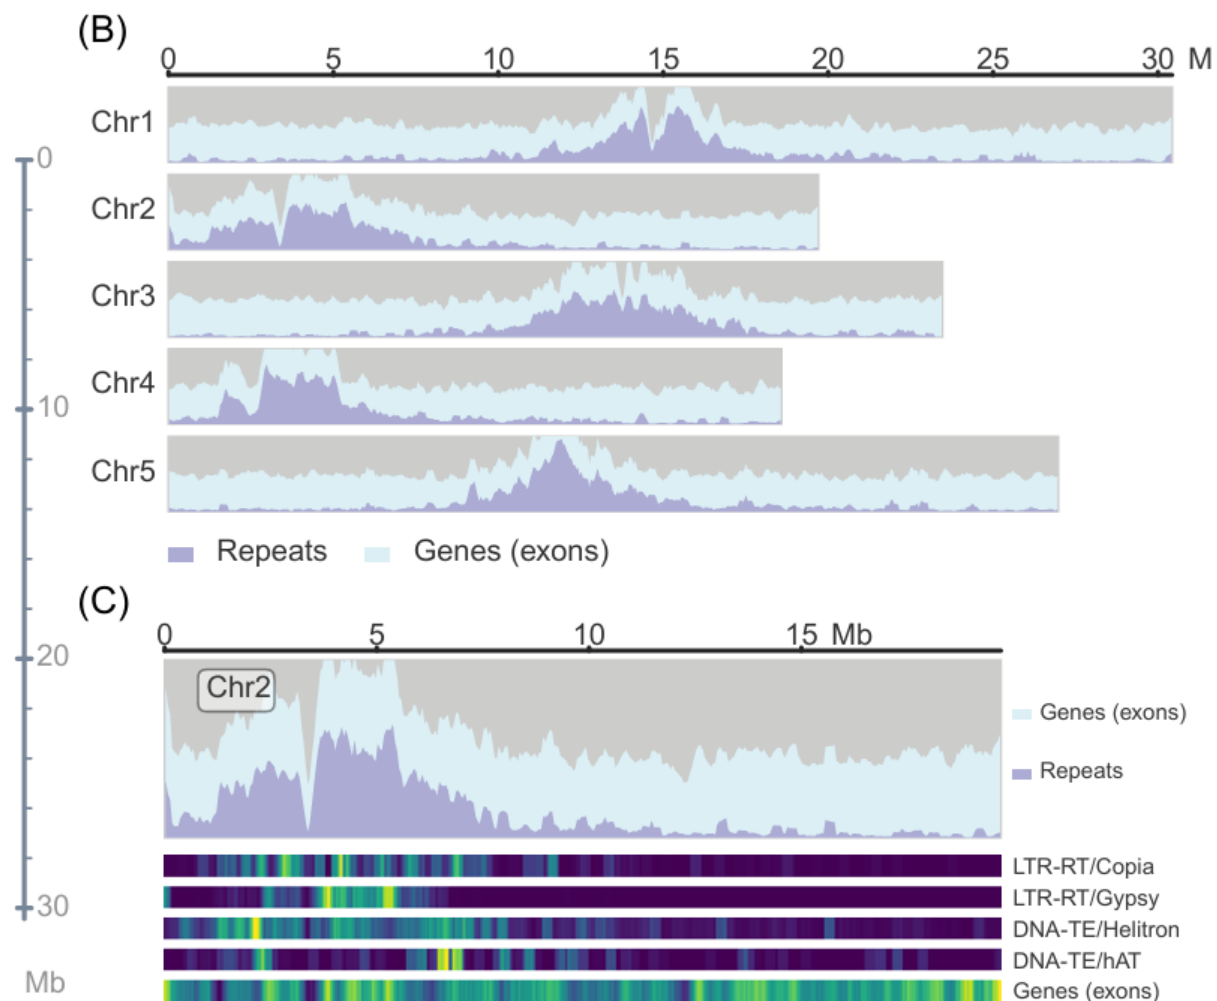 (B)
0 5 10 15 20 25 30 M
Chr1
0
Chr2
Chr3
Chr4
10
Chr5
Repeats Genes (exons)
(C)
0 5 10 15 Mb
20
Chr2
Genes (exons)
Repeats
LTR-RT/Copia
LTR-RT/Gypsy
30
DNA-TE/Helitron
DNA-TE/hAT
Mb
Genes (exons)